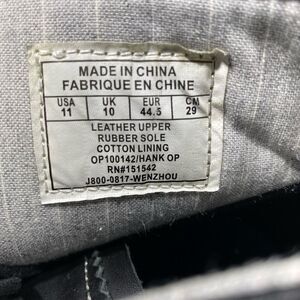 MADE IN CHINA
FABRIQUE EN CHINE
USA UK EUR CM
11 10 44.5 29
LEATHER UPPER
RUBBER SOLE
COTTON LINING
OP100142/HANK OP
RN#151542
J800-0817-WENZHOU